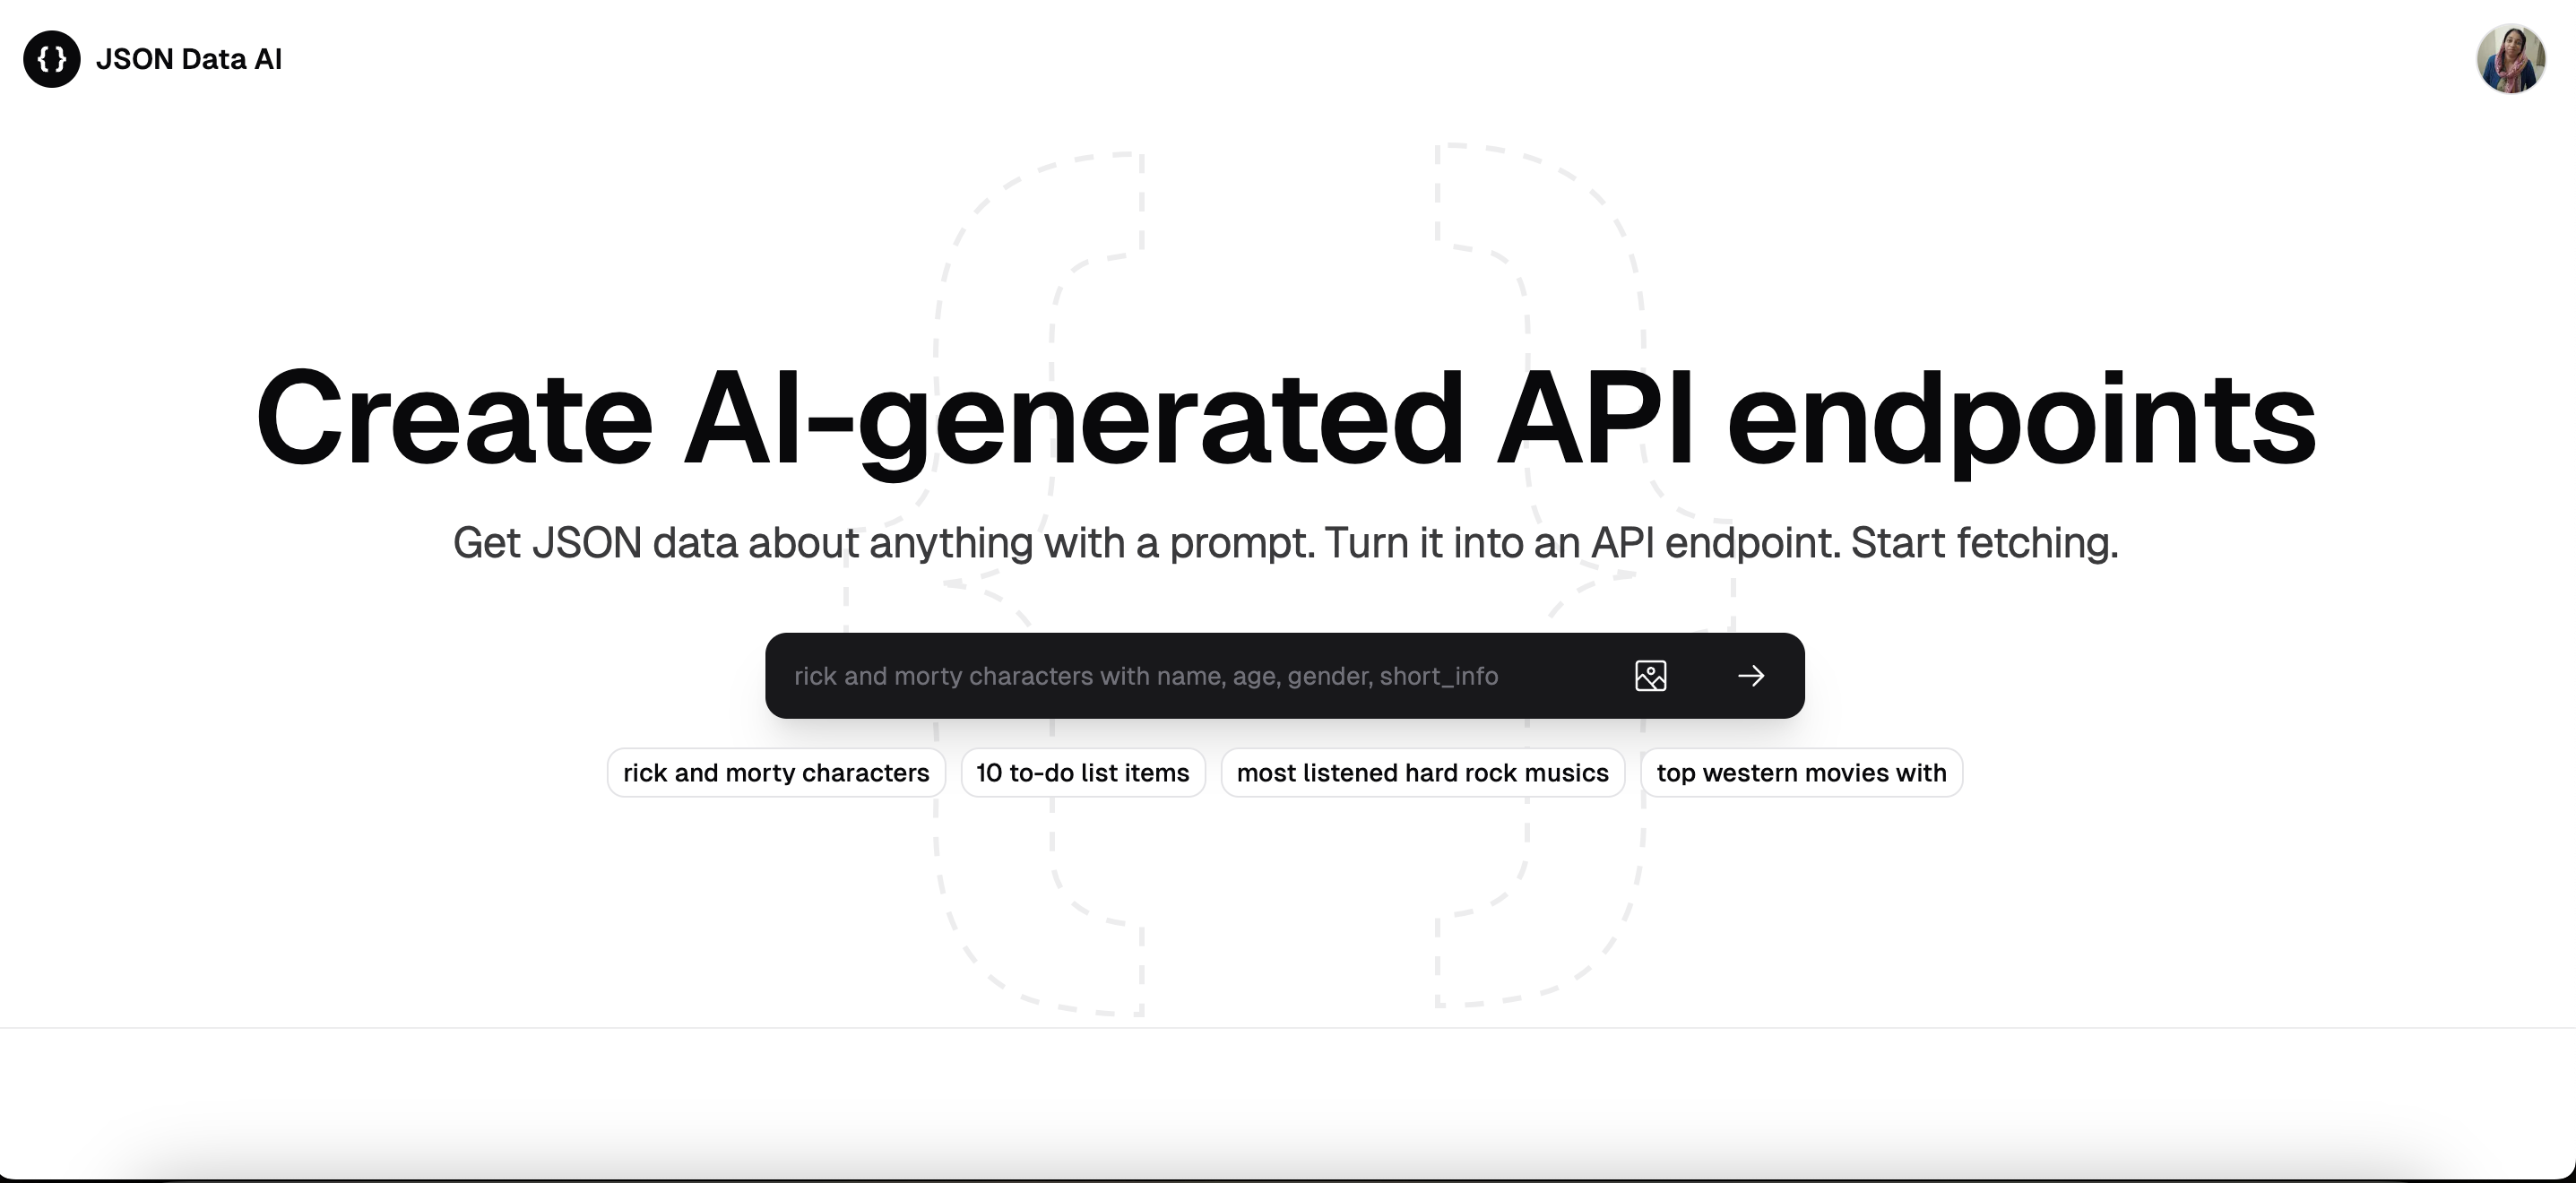 {} JSON Data AI
Create AI-generated API endpoints
Get JSON data about anything with a prompt. Turn it into an API endpoint. Start fetching.
rick and morty characters with name, age, gender, short_info
rick and morty characters
10 to-do list items
most listened hard rock musics
top western movies with